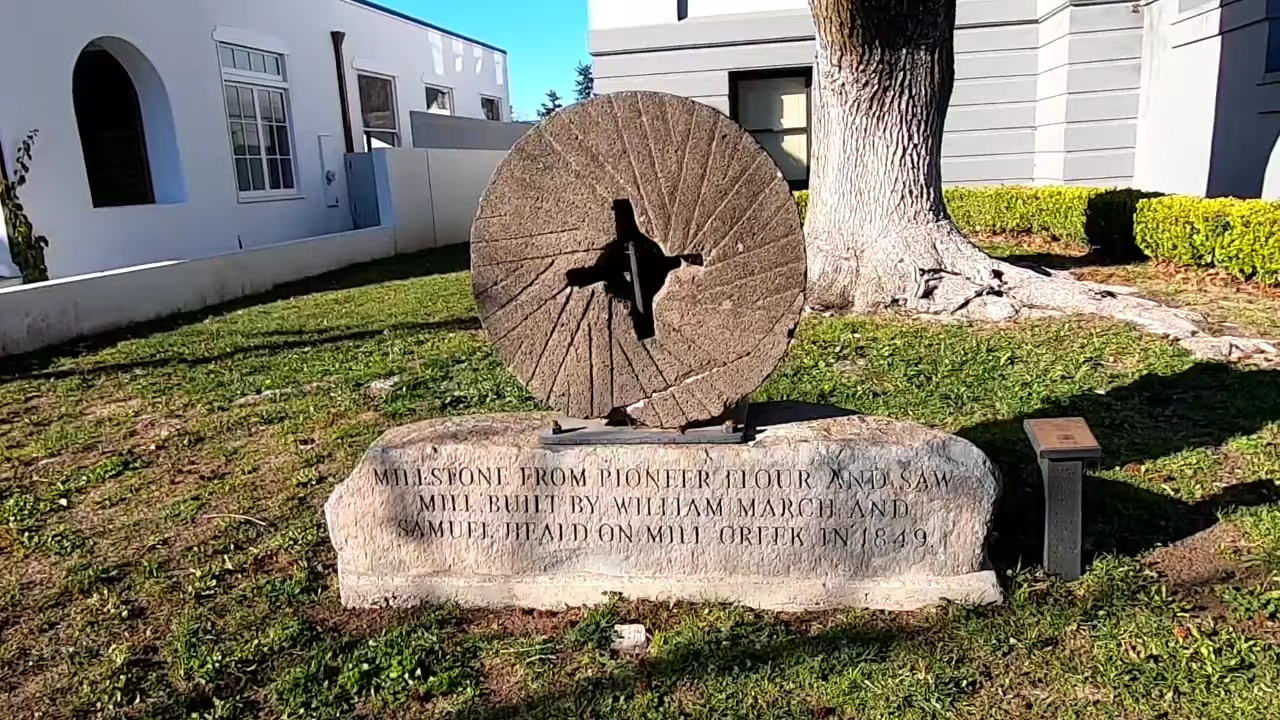 MILLSTONE FROM PIONEER FLOUR AND SAW
MILL BUILT BY WILLIAM MARCH AND
SAMUEL HEALD ON MILL CREEK IN 1849